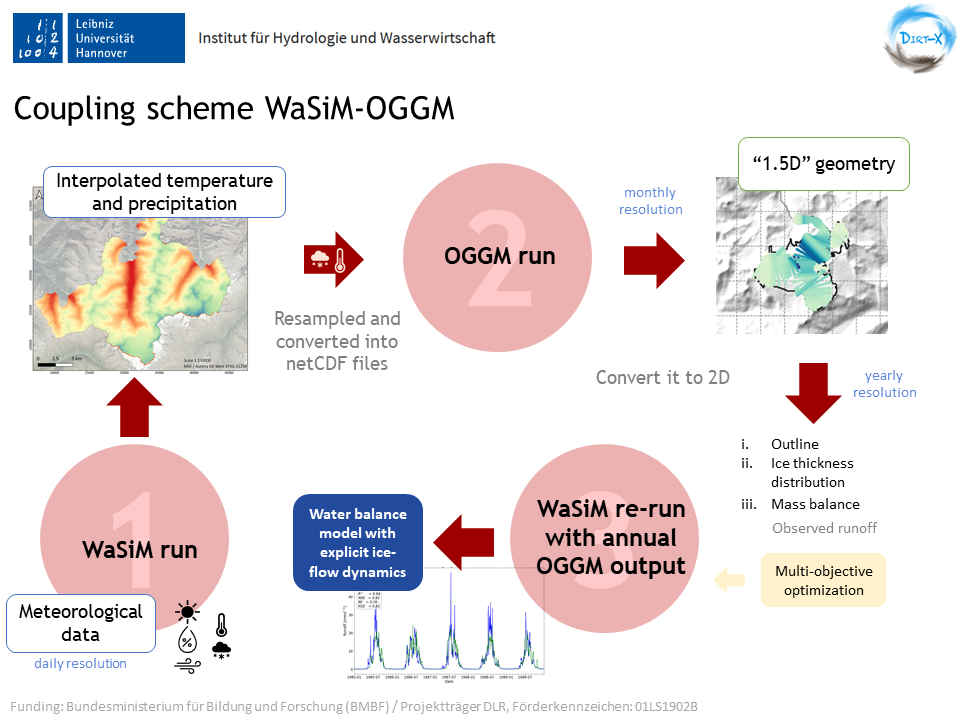 Leibniz
Universität
Hannover
Institut für Hydrologie und Wasserwirtschaft
DIRT-X
Coupling scheme WaSiM-OGGM
Interpolated temperature
and precipitation
Resampled and
converted into
netCDF files
2
OGGM run
monthly
resolution
“1.5D” geometry
Convert it to 2D
yearly
resolution
i. Outline
ii. Ice thickness
distribution
iii. Mass balance
Observed runoff
Multi-objective
optimization
3
WaSiM re-run
with annual
OGGM output
Water balance
model with
explicit ice-
flow dynamics
1
WaSiM run
Meteorological
data
daily resolution
Funding: Bundesministerium für Bildung und Forschung (BMBF) / Projektträger DLR, Förderkennzeichen: 01LS1902B